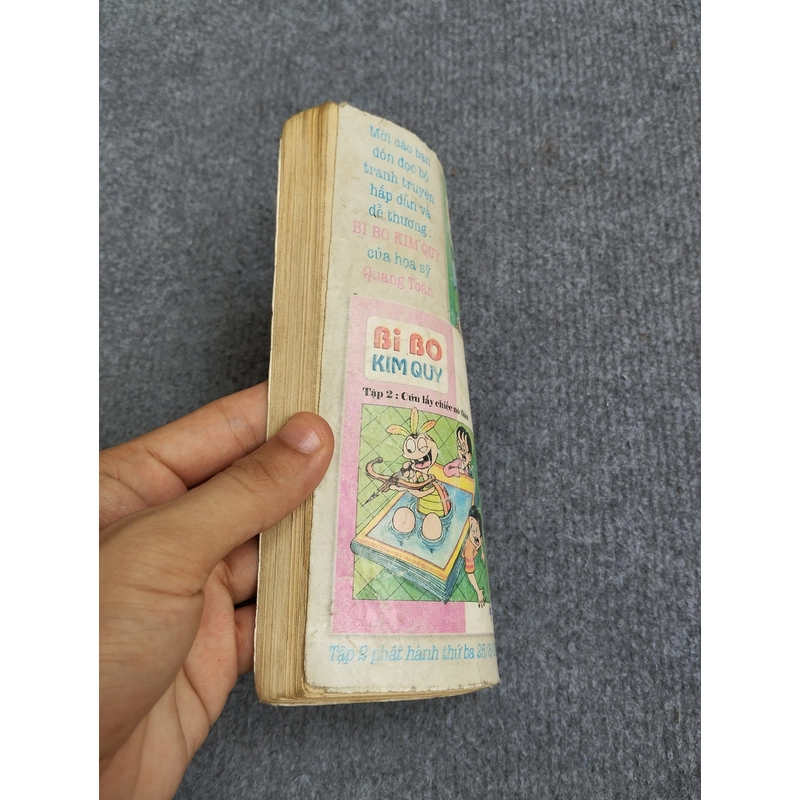 Mời các bạn
đón đọc bộ
tranh truyện
hấp dẫn và
dễ thương:
BI BO KIM QUY
của họa sỹ
Quang Toàn
Bi BO
KIM QUY
Tập 2 : Cứu lấy chiếc nỏ
Tập 2 phát hành thứ ba